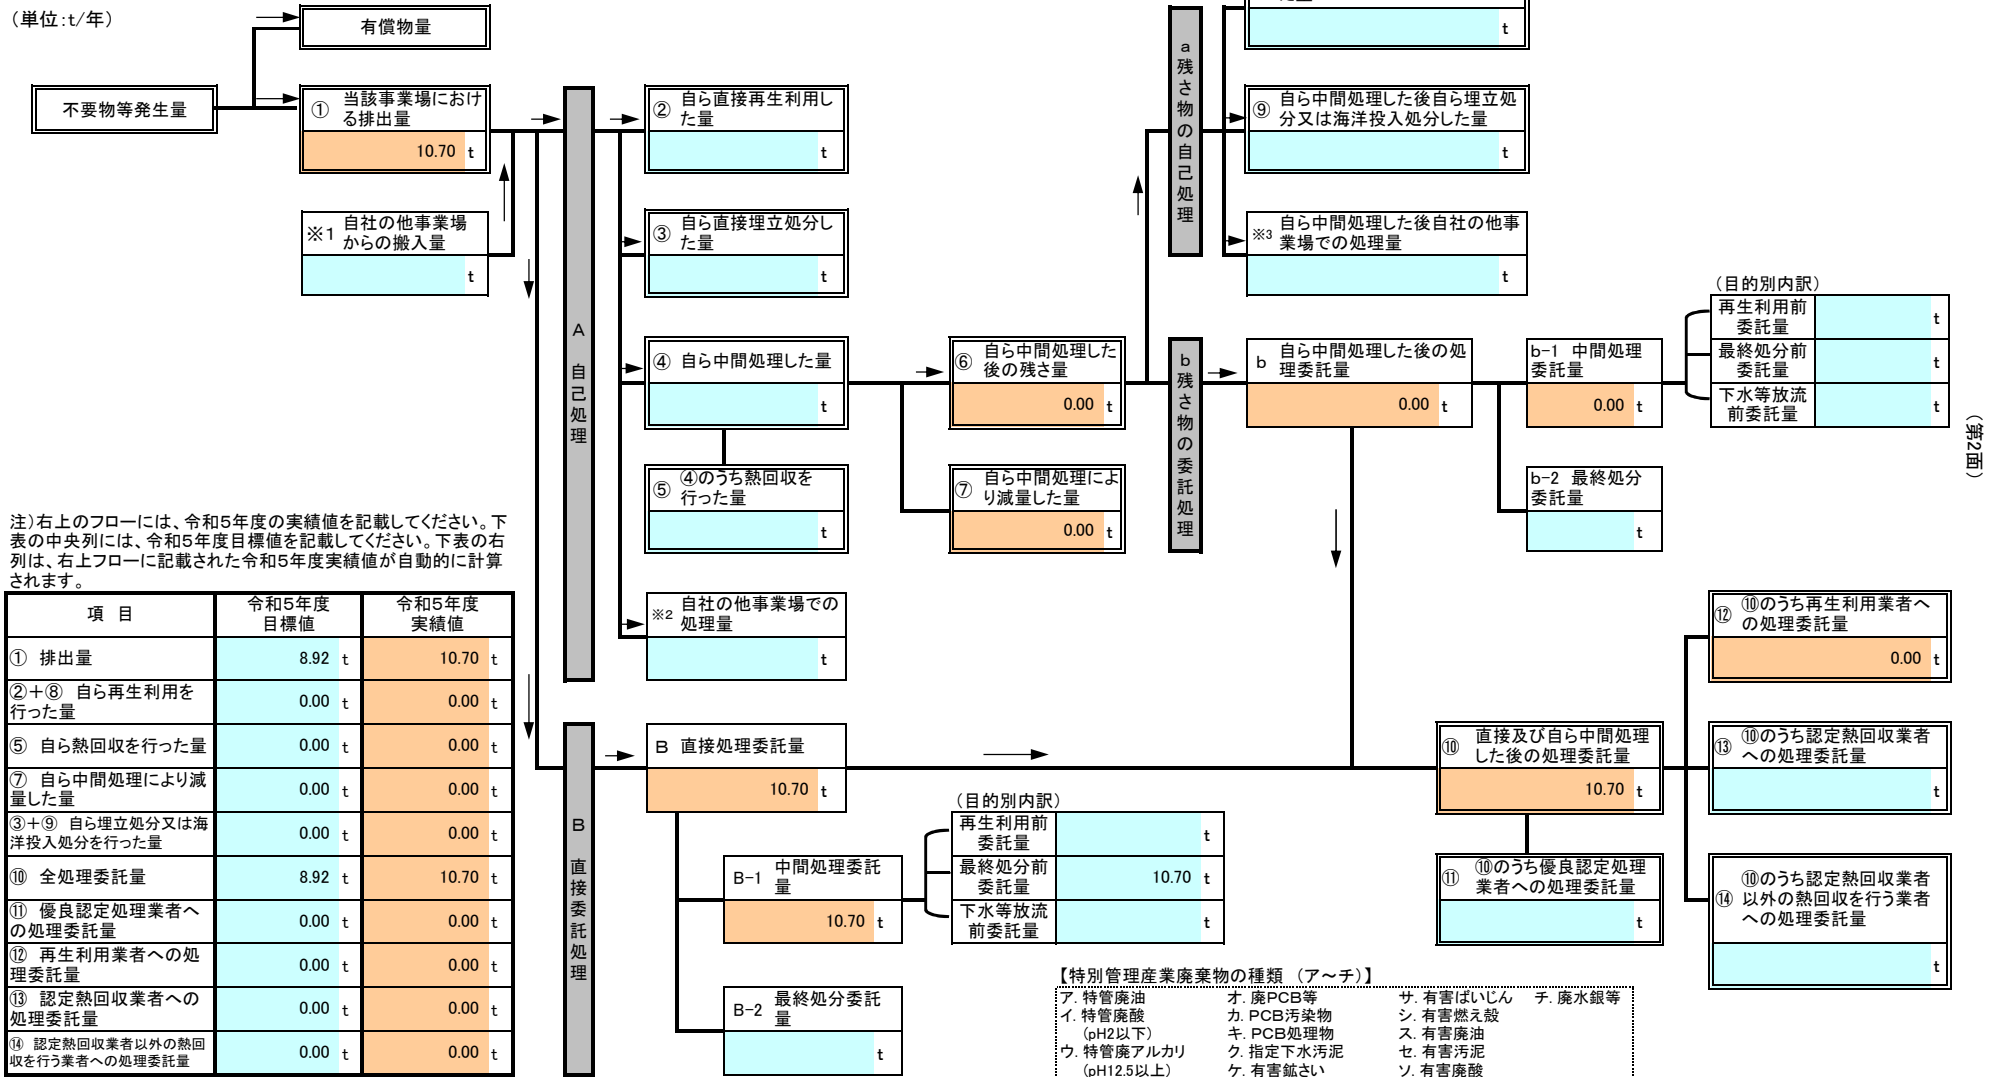 (単位:t/年)
有償物量
不要物等発生量
① 当該事業場におけ
る排出量
10.70 t
※1 自社の他事業場
からの搬入量
t
A 自己処理
② 自ら直接再生利用し
た量
t
③ 自ら直接埋立処分し
た量
t
④ 自ら中間処理した量
t
⑤ ④のうち熱回収を
行った量
t
※2 自社の他事業場での
処理量
t
⑥ 自ら中間処理した
後の残さ量
0.00 t
⑦ 自ら中間処理によ
り減量した量
0.00 t
a 残さ物の自己処理
t
⑨ 自ら中間処理した後自ら埋立処
分又は海洋投入処分した量
t
※3 自ら中間処理した後自社の他事
業場での処理量
t
b 残さ物の委託処理
b 自ら中間処理した後の処
理委託量
0.00 t
b-1 中間処理
委託量
0.00 t
b-2 最終処分
委託量
t
(目的別内訳)
再生利用前
委託量
t
最終処分前
委託量
t
下水等放流
前委託量
t
(第2面)
注)右上のフローには、令和5年度の実績値を記載してください。下
表の中央列には、令和5年度目標値を記載してください。下表の右
列は、右上フローに記載された令和5年度実績値が自動的に計算
されます。
項 目
令和5年度
目標値
令和5年度
実績値
① 排出量
8.92 t 10.70 t
②+⑧ 自ら再生利用を
行った量
0.00 t 0.00 t
⑤ 自ら熱回収を行った量
0.00 t 0.00 t
⑦ 自ら中間処理により減
量した量
0.00 t 0.00 t
③+⑨ 自ら埋立処分又は海
洋投入処分を行った量
0.00 t 0.00 t
⑩ 全処理委託量
8.92 t 10.70 t
⑪ 優良認定処理業者へ
の処理委託量
0.00 t 0.00 t
⑫ 再生利用業者への処
理委託量
0.00 t 0.00 t
⑬ 認定熱回収業者への
処理委託量
0.00 t 0.00 t
⑭ 認定熱回収業者以外の熱回
収を行う業者への処理委託量
0.00 t 0.00 t
B 直接委託処理
B 直接処理委託量
10.70 t
B-1 中間処理委託
量
10.70 t
B-2 最終処分委託
量
t
(目的別内訳)
再生利用前
委託量
t
最終処分前
委託量
10.70 t
下水等放流
前委託量
t
⑩ 直接及び自ら中間処理
した後の処理委託量
10.70 t
⑪ ⑩のうち優良認定処理
業者への処理委託量
t
⑫ ⑩のうち再生利用業者へ
の処理委託量
0.00 t
⑬ ⑩のうち認定熱回収業者
への処理委託量
t
⑭ ⑩のうち認定熱回収業者
以外の熱回収を行う業者
への処理委託量
t
【特別管理産業廃棄物の種類 (ア~チ)】
ア. 特管廃油 オ. 廃PCB等 サ. 有害ばいじん チ. 廃水銀等
イ. 特管廃酸 カ. PCB汚染物 シ. 有害燃え殻
(pH2以下) キ. PCB処理物 ス. 有害廃油
ウ. 特管廃アルカリ ク. 指定下水汚泥 セ. 有害汚泥
(pH12.5以上) ケ. 有害鉱さい ソ. 有害廃酸